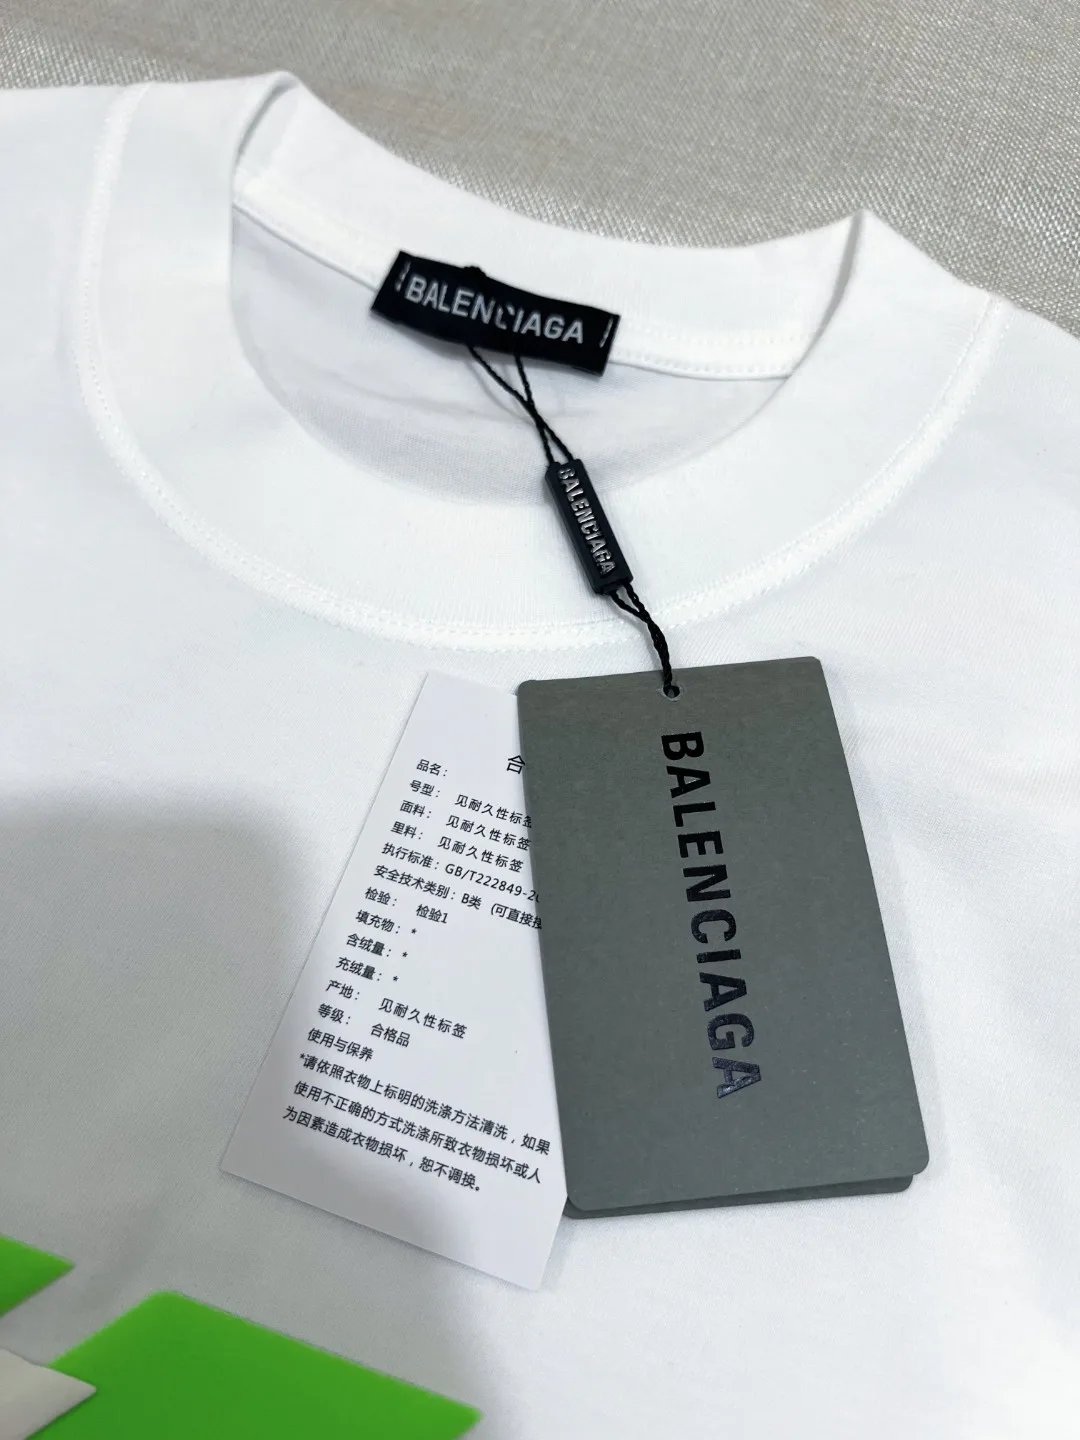 BALENCIAGA
BALENCIAGA
BALENCIAGA
合
品名：
号型： 见耐久性标签
面料： 见耐久性标签
里料： 见耐久性标签
执行标准：GB/T222849-20
安全技术类别：B类 (可直接接
检验： 检验1
填充物：*
含绒量：*
充绒量：*
产地： 见耐久性标签
等级： 合格品
使用与保养
*请依照衣物上标明的洗涤方法清洗，如果
使用不正确的方式洗涤所致衣物损坏或人
为因素造成衣物损坏，恕不调换。